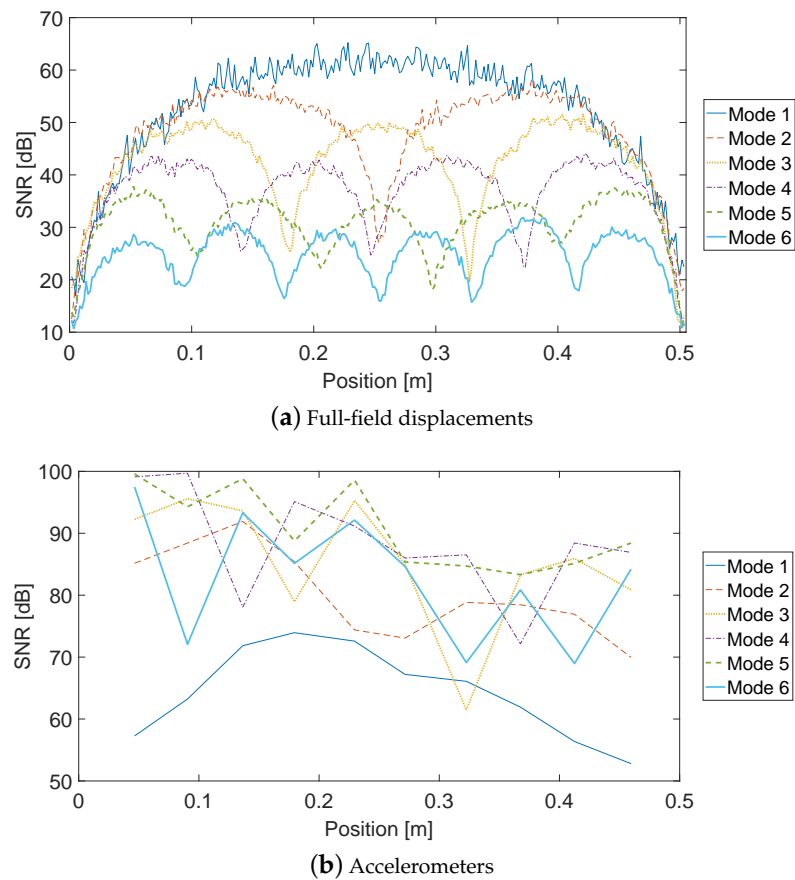 70
60
50
40
30
20
10
SNR [dB]
0
0.1
0.2
0.3
0.4
0.5
Position [m]
Mode 1
Mode 2
Mode 3
Mode 4
Mode 5
Mode 6
(a) Full-field displacements
100
90
80
70
60
50
SNR [dB]
0
0.1
0.2
0.3
0.4
0.5
Position [m]
Mode 1
Mode 2
Mode 3
Mode 4
Mode 5
Mode 6
(b) Accelerometers